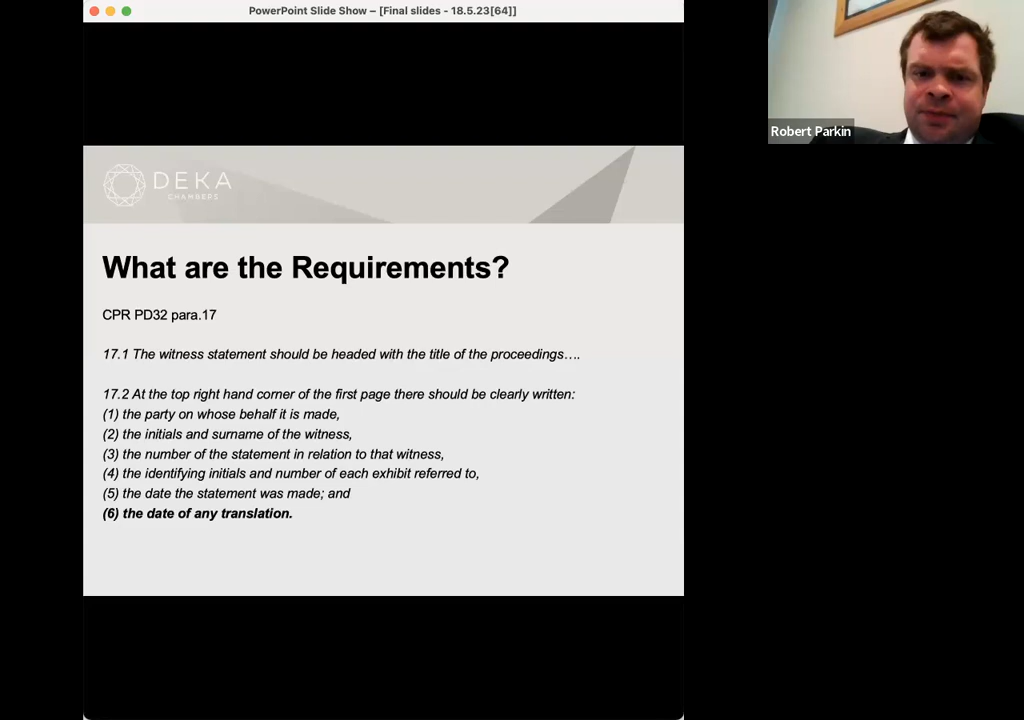 PowerPoint Slide Show – [Final slides - 18.5.23[64]]
Robert Parkin
DEKA
CHAMBERS
What are the Requirements?
CPR PD32 para.17
17.1 The witness statement should be headed with the title of the proceedings….
17.2 At the top right hand corner of the first page there should be clearly written:
(1) the party on whose behalf it is made,
(2) the initials and surname of the witness,
(3) the number of the statement in relation to that witness,
(4) the identifying initials and number of each exhibit referred to,
(5) the date the statement was made; and
(6) the date of any translation.